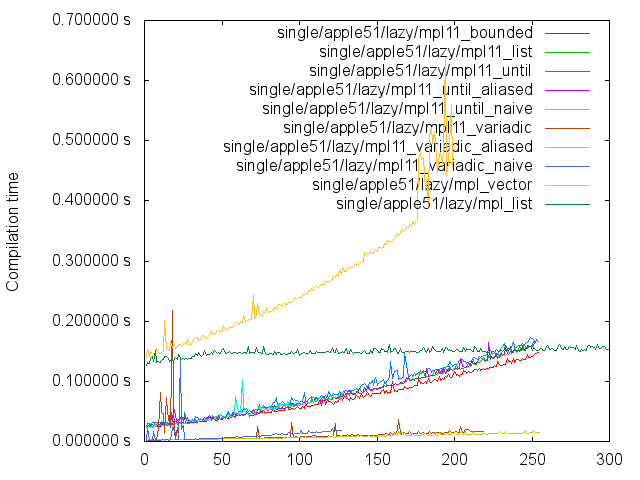 0.700000 s
0.600000 s
0.500000 s
0.400000 s
0.300000 s
0.200000 s
0.100000 s
0.000000 s
Compilation time
single/apple51/lazy/mpl11_bounded
single/apple51/lazy/mpl11_list
single/apple51/lazy/mpl11_until
single/apple51/lazy/mpl11_until_aliased
single/apple51/lazy/mpl11_until_naive
single/apple51/lazy/mpl11_variadic
single/apple51/lazy/mpl11_variadic_aliased
single/apple51/lazy/mpl11_variadic_naive
single/apple51/lazy/mpl_vector
single/apple51/lazy/mpl_list
0 50 100 150 200 250 300